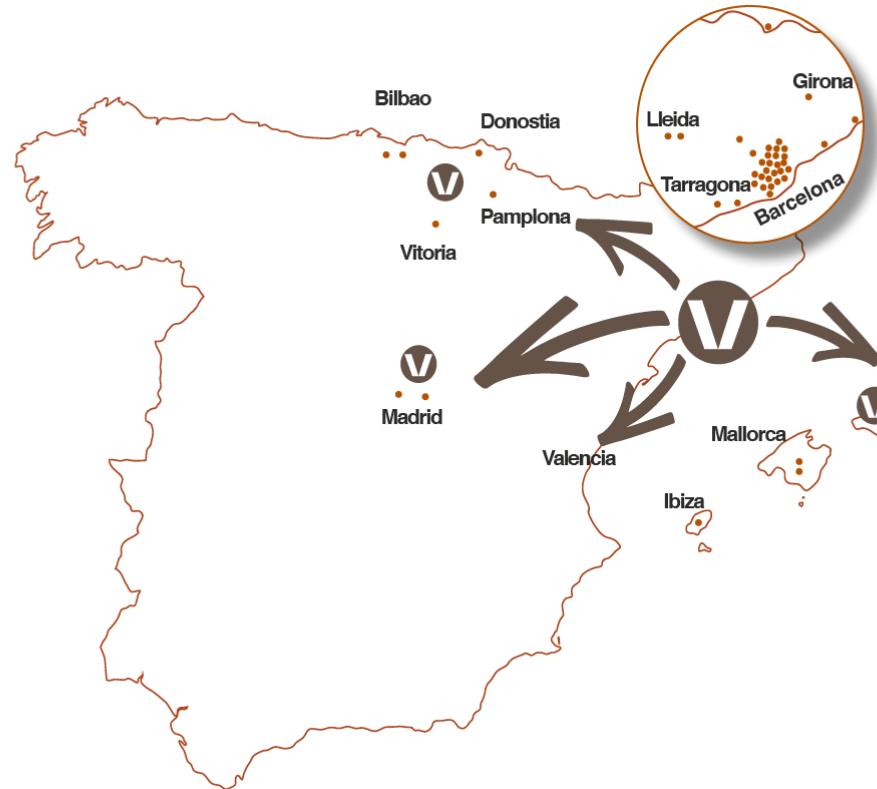 Bilbao
Donostia
Girona
Lleida
Tarragona
Barcelona
V
Pamplona
Vitoria
V
V
Madrid
V
Mallorca
Valencia
Ibiza